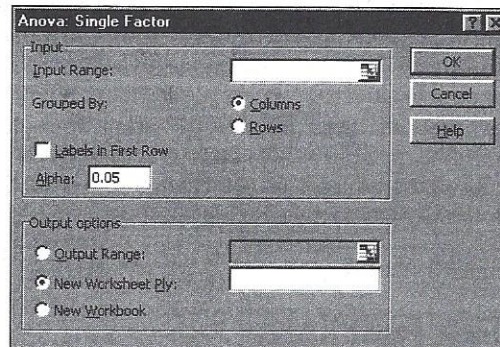 Anova: Single Factor
Input
Input Range:
OK
Grouped By:
Columns
Cancel
Rows
Help
Labels in First Row
Alpha: 0.05
Output options
Output Range:
New Worksheet Ply:
New Workbook